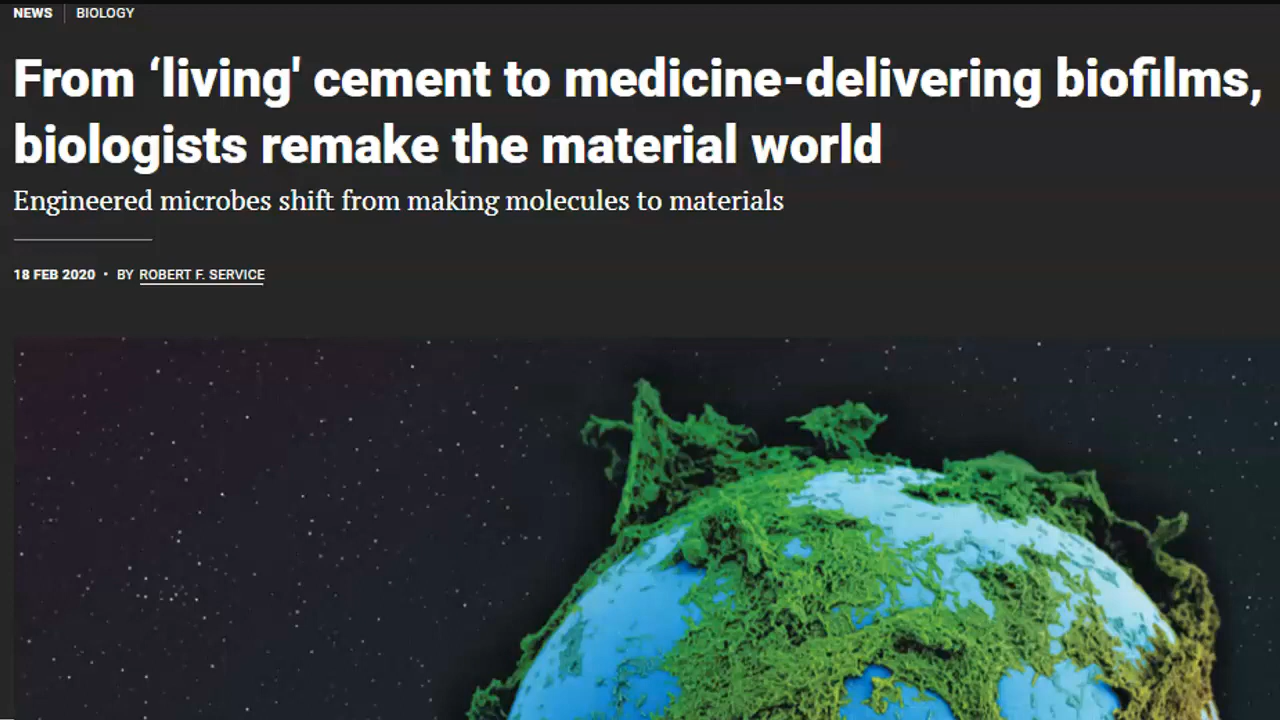 NEWS | BIOLOGY
From ‘living' cement to medicine-delivering biofilms,
biologists remake the material world
Engineered microbes shift from making molecules to materials
18 FEB 2020 • BY ROBERT F. SERVICE